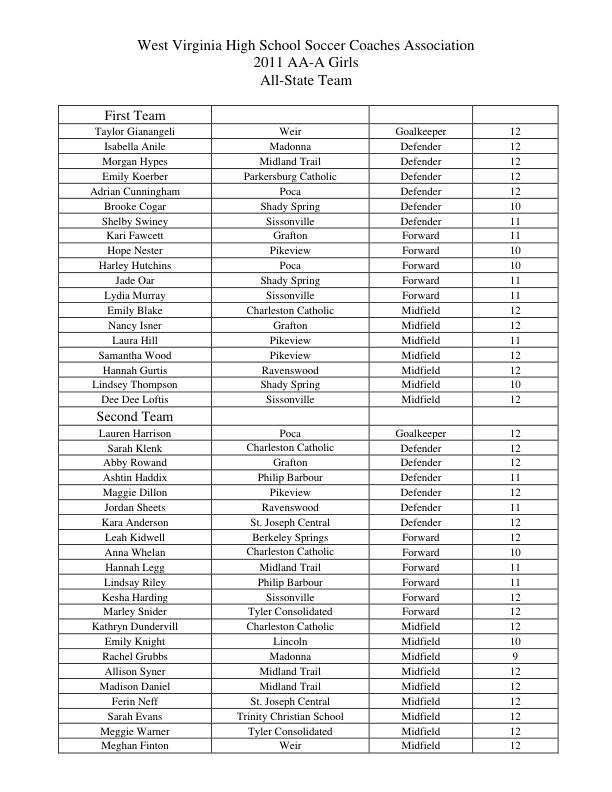 West Virginia High School Soccer Coaches Association
2011 AA-A Girls
All-State Team
First Team
Taylor Gianangeli Weir Goalkeeper 12
Isabella Anile Madonna Defender 12
Morgan Hypes Midland Trail Defender 12
Emily Koerber Parkersburg Catholic Defender 12
Adrian Cunningham Poca Defender 12
Brooke Cogar Shady Spring Defender 10
Shelby Swiney Sissonville Defender 11
Kari Fawcett Grafton Forward 11
Hope Nester Pikeview Forward 10
Harley Hutchins Poca Forward 10
Jade Oar Shady Spring Forward 11
Lydia Murray Sissonville Forward 11
Emily Blake Charleston Catholic Midfield 12
Nancy Isner Grafton Midfield 12
Laura Hill Pikeview Midfield 11
Samantha Wood Pikeview Midfield 12
Hannah Gurtis Ravenswood Midfield 12
Lindsey Thompson Shady Spring Midfield 10
Dee Dee Loftis Sissonville Midfield 12
Second Team
Lauren Harrison Poca Goalkeeper 12
Sarah Klenk Charleston Catholic Defender 12
Abby Rowand Grafton Defender 12
Ashtin Haddix Philip Barbour Defender 11
Maggie Dillon Pikeview Defender 12
Jordan Sheets Ravenswood Defender 11
Kara Anderson St. Joseph Central Defender 12
Leah Kidwell Berkeley Springs Forward 12
Anna Whelan Charleston Catholic Forward 10
Hannah Legg Midland Trail Forward 11
Lindsay Riley Philip Barbour Forward 11
Kesha Harding Sissonville Forward 12
Marley Snider Tyler Consolidated Forward 12
Kathryn Dundervill Charleston Catholic Midfield 12
Emily Knight Lincoln Midfield 10
Rachel Grubbs Madonna Midfield 9
Allison Syner Midland Trail Midfield 12
Madison Daniel Midland Trail Midfield 12
Ferin Neff St. Joseph Central Midfield 12
Sarah Evans Trinity Christian School Midfield 12
Meggie Warner Tyler Consolidated Midfield 12
Meghan Finton Weir Midfield 12